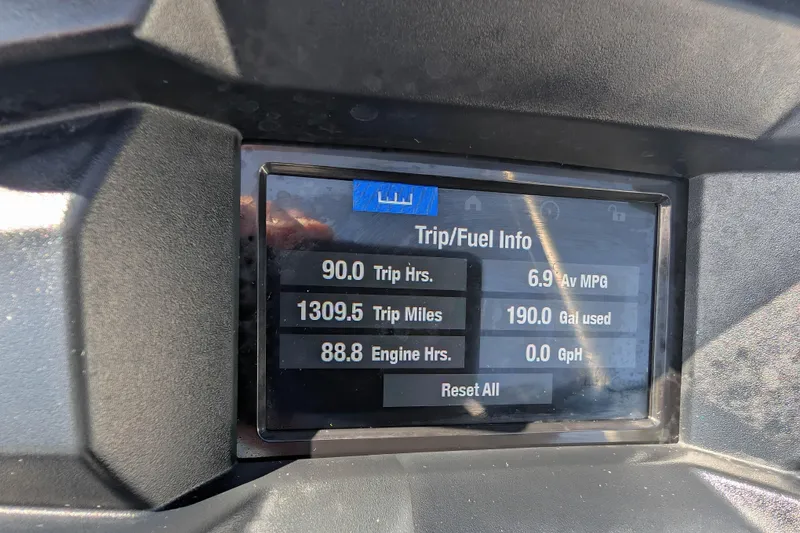 Trip/Fuel Info
90.0 Trip Hrs.
6.9 Av MPG
1309.5 Trip Miles
190.0 Gal used
88.8 Engine Hrs.
0.0 GpH
Reset All